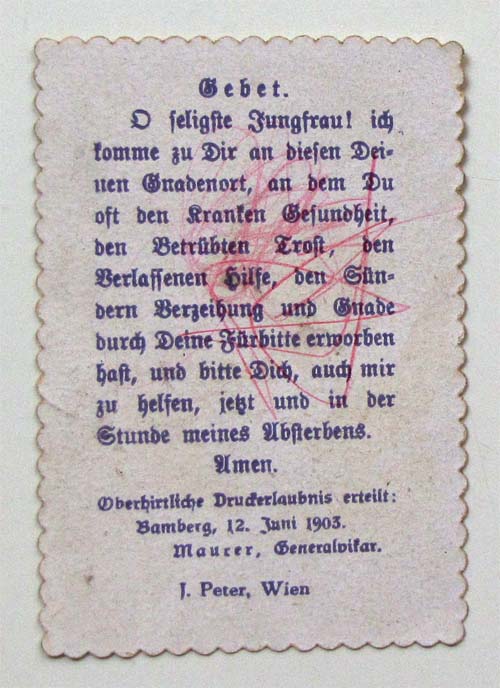 Gebet.
O seligste Jungfrau! ich
komme zu Dir an diesen Dei-
nen Gnadenort, an dem Du
oft den Kranken Gesundheit,
den Betrübten Trost, den
Verlassenen Hilfe, den Sün-
dern Verzeihung und Gnade
durch Deine Fürbitte erworben
hast, und bitte Dich, auch mir
zu helfen, jetzt und in der
Stunde meines Absterbens.
Amen.
Oberhirtliche Druckerlaubnis erteilt:
Bamberg, 12. Juni 1903.
Maurer, Generalvikar.
J. Peter, Wien